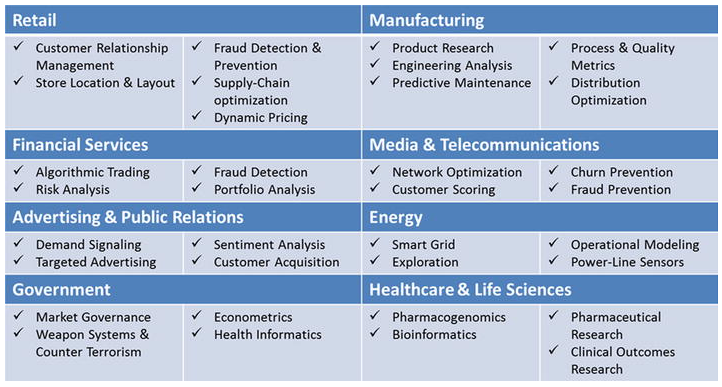 Retail
✓ Customer Relationship
Management
✓ Store Location & Layout
✓ Fraud Detection &
Prevention
✓ Supply-Chain
optimization
✓ Dynamic Pricing
Manufacturing
✓ Product Research
✓ Engineering Analysis
✓ Predictive Maintenance
✓ Process & Quality
Metrics
✓ Distribution
Optimization
Financial Services
✓ Algorithmic Trading
✓ Risk Analysis
✓ Fraud Detection
✓ Portfolio Analysis
Media & Telecommunications
✓ Network Optimization
✓ Customer Scoring
✓ Churn Prevention
✓ Fraud Prevention
Advertising & Public Relations
✓ Demand Signaling
✓ Targeted Advertising
✓ Sentiment Analysis
✓ Customer Acquisition
Energy
✓ Smart Grid
✓ Exploration
✓ Operational Modeling
✓ Power-Line Sensors
Government
✓ Market Governance
✓ Weapon Systems &
Counter Terrorism
✓ Econometrics
✓ Health Informatics
Healthcare & Life Sciences
✓ Pharmacogenomics
✓ Bioinformatics
✓ Pharmaceutical
Research
✓ Clinical Outcomes
Research